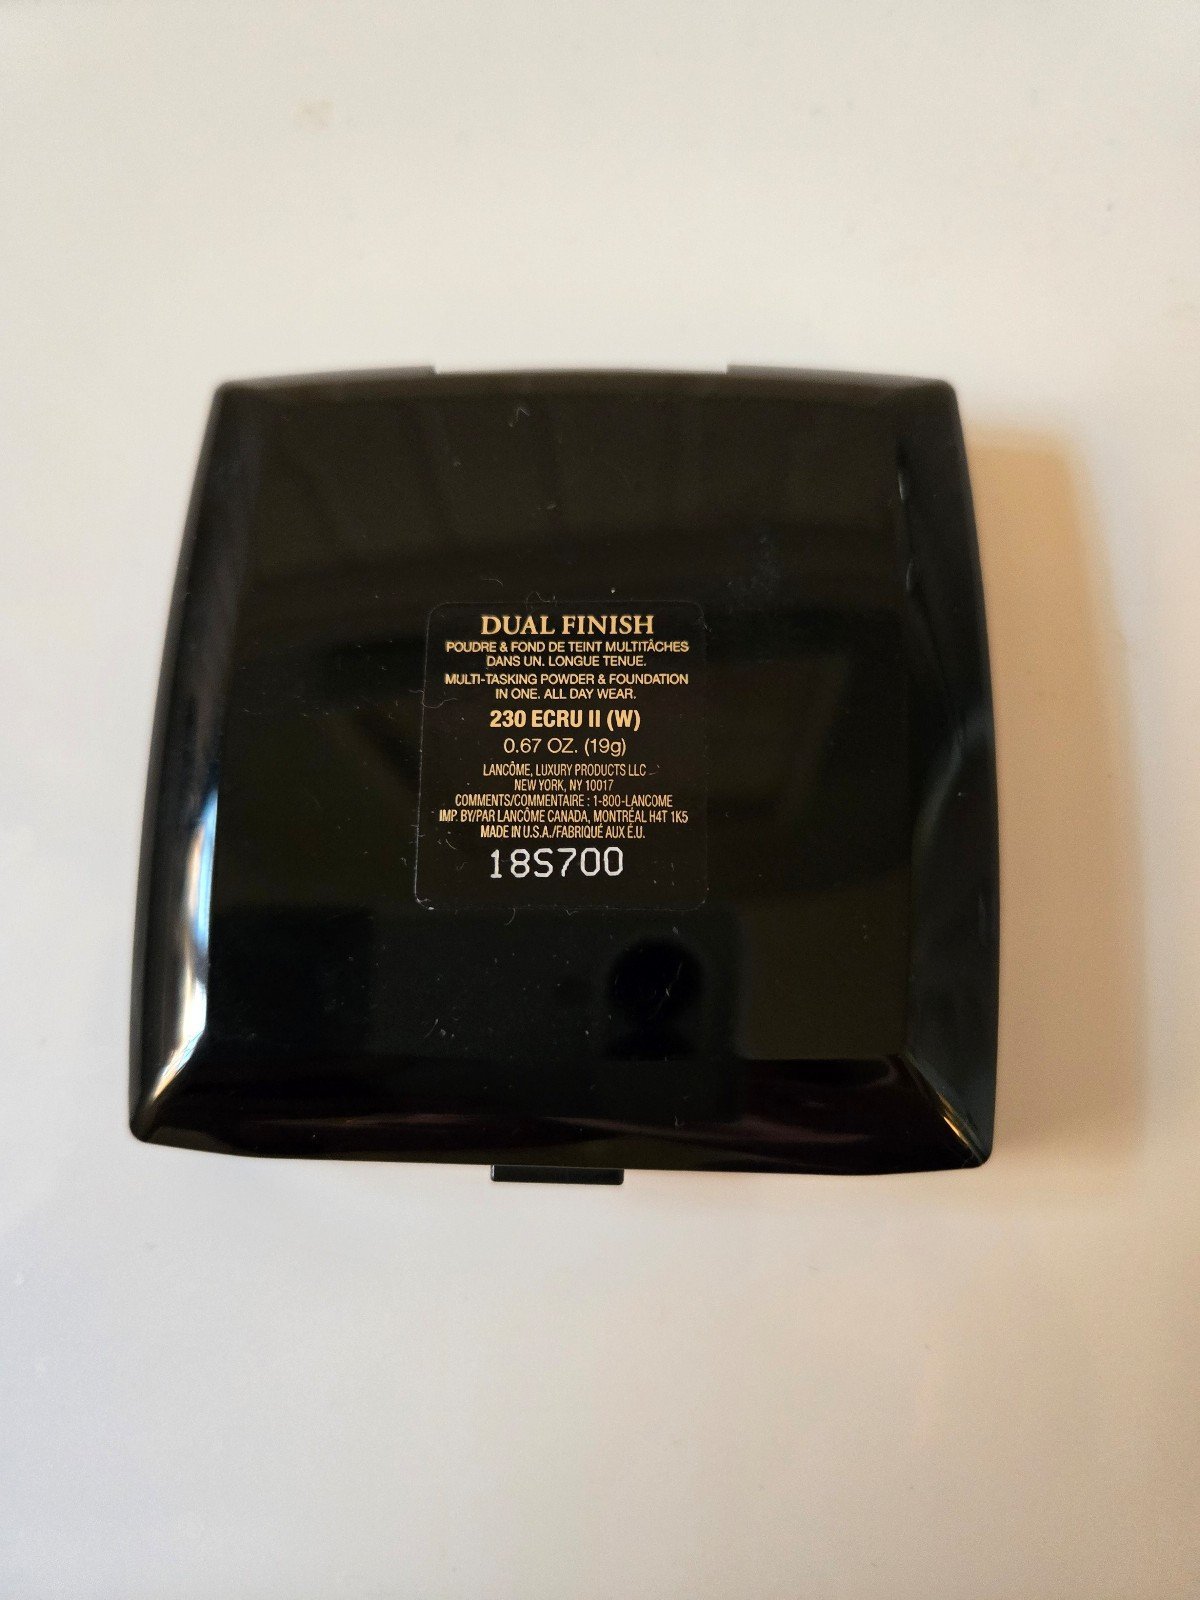 DUAL FINISH
POUDRE & FOND DE TEINT MULTITÂCHES
DANS UN. LONGUE TENUE.
MULTI-TASKING POWDER & FOUNDATION
IN ONE. ALL DAY WEAR.
230 ECRU II (W)
0.67 OZ. (19g)
LANCÔME, LUXURY PRODUCTS LLC
NEW YORK, NY 10017
COMMENTS/COMMENTAIRE : 1-800-LANCOME
IMP. BY/PAR LANCÔME CANADA, MONTRÉAL H4T 1K5
MADE IN U.S.A./FABRIQUÉ AUX É.U.
18S700